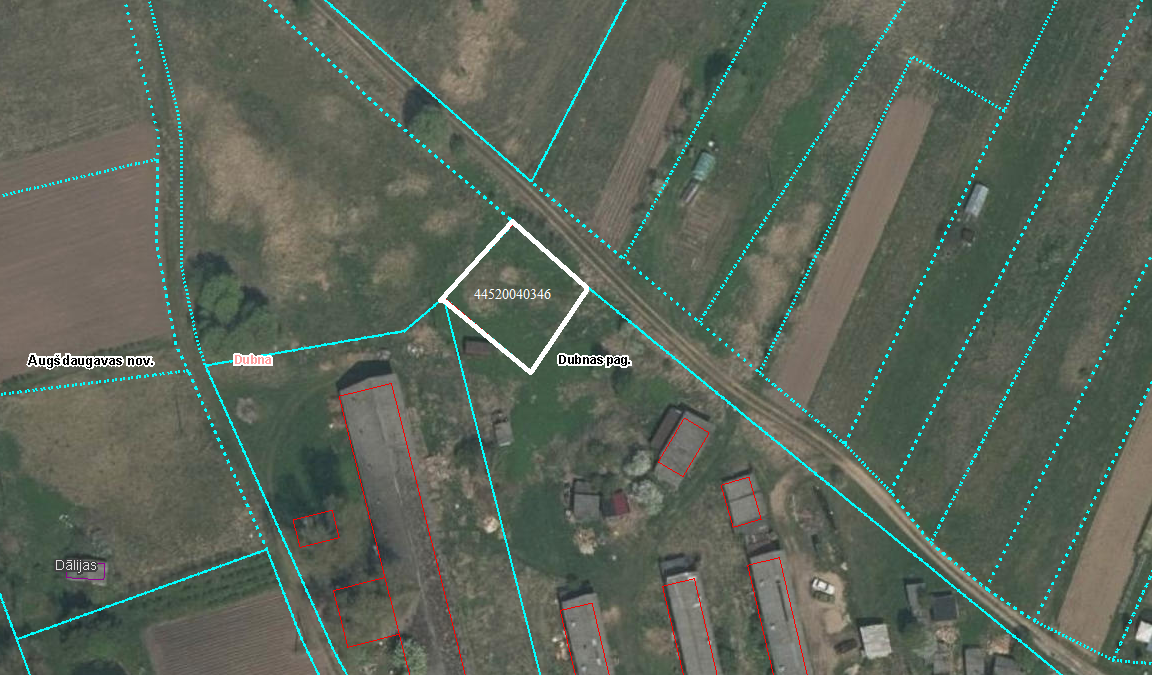 44520040346
Augšdaugavas nov.
Dubna
Dubnas pag.
Dālijas